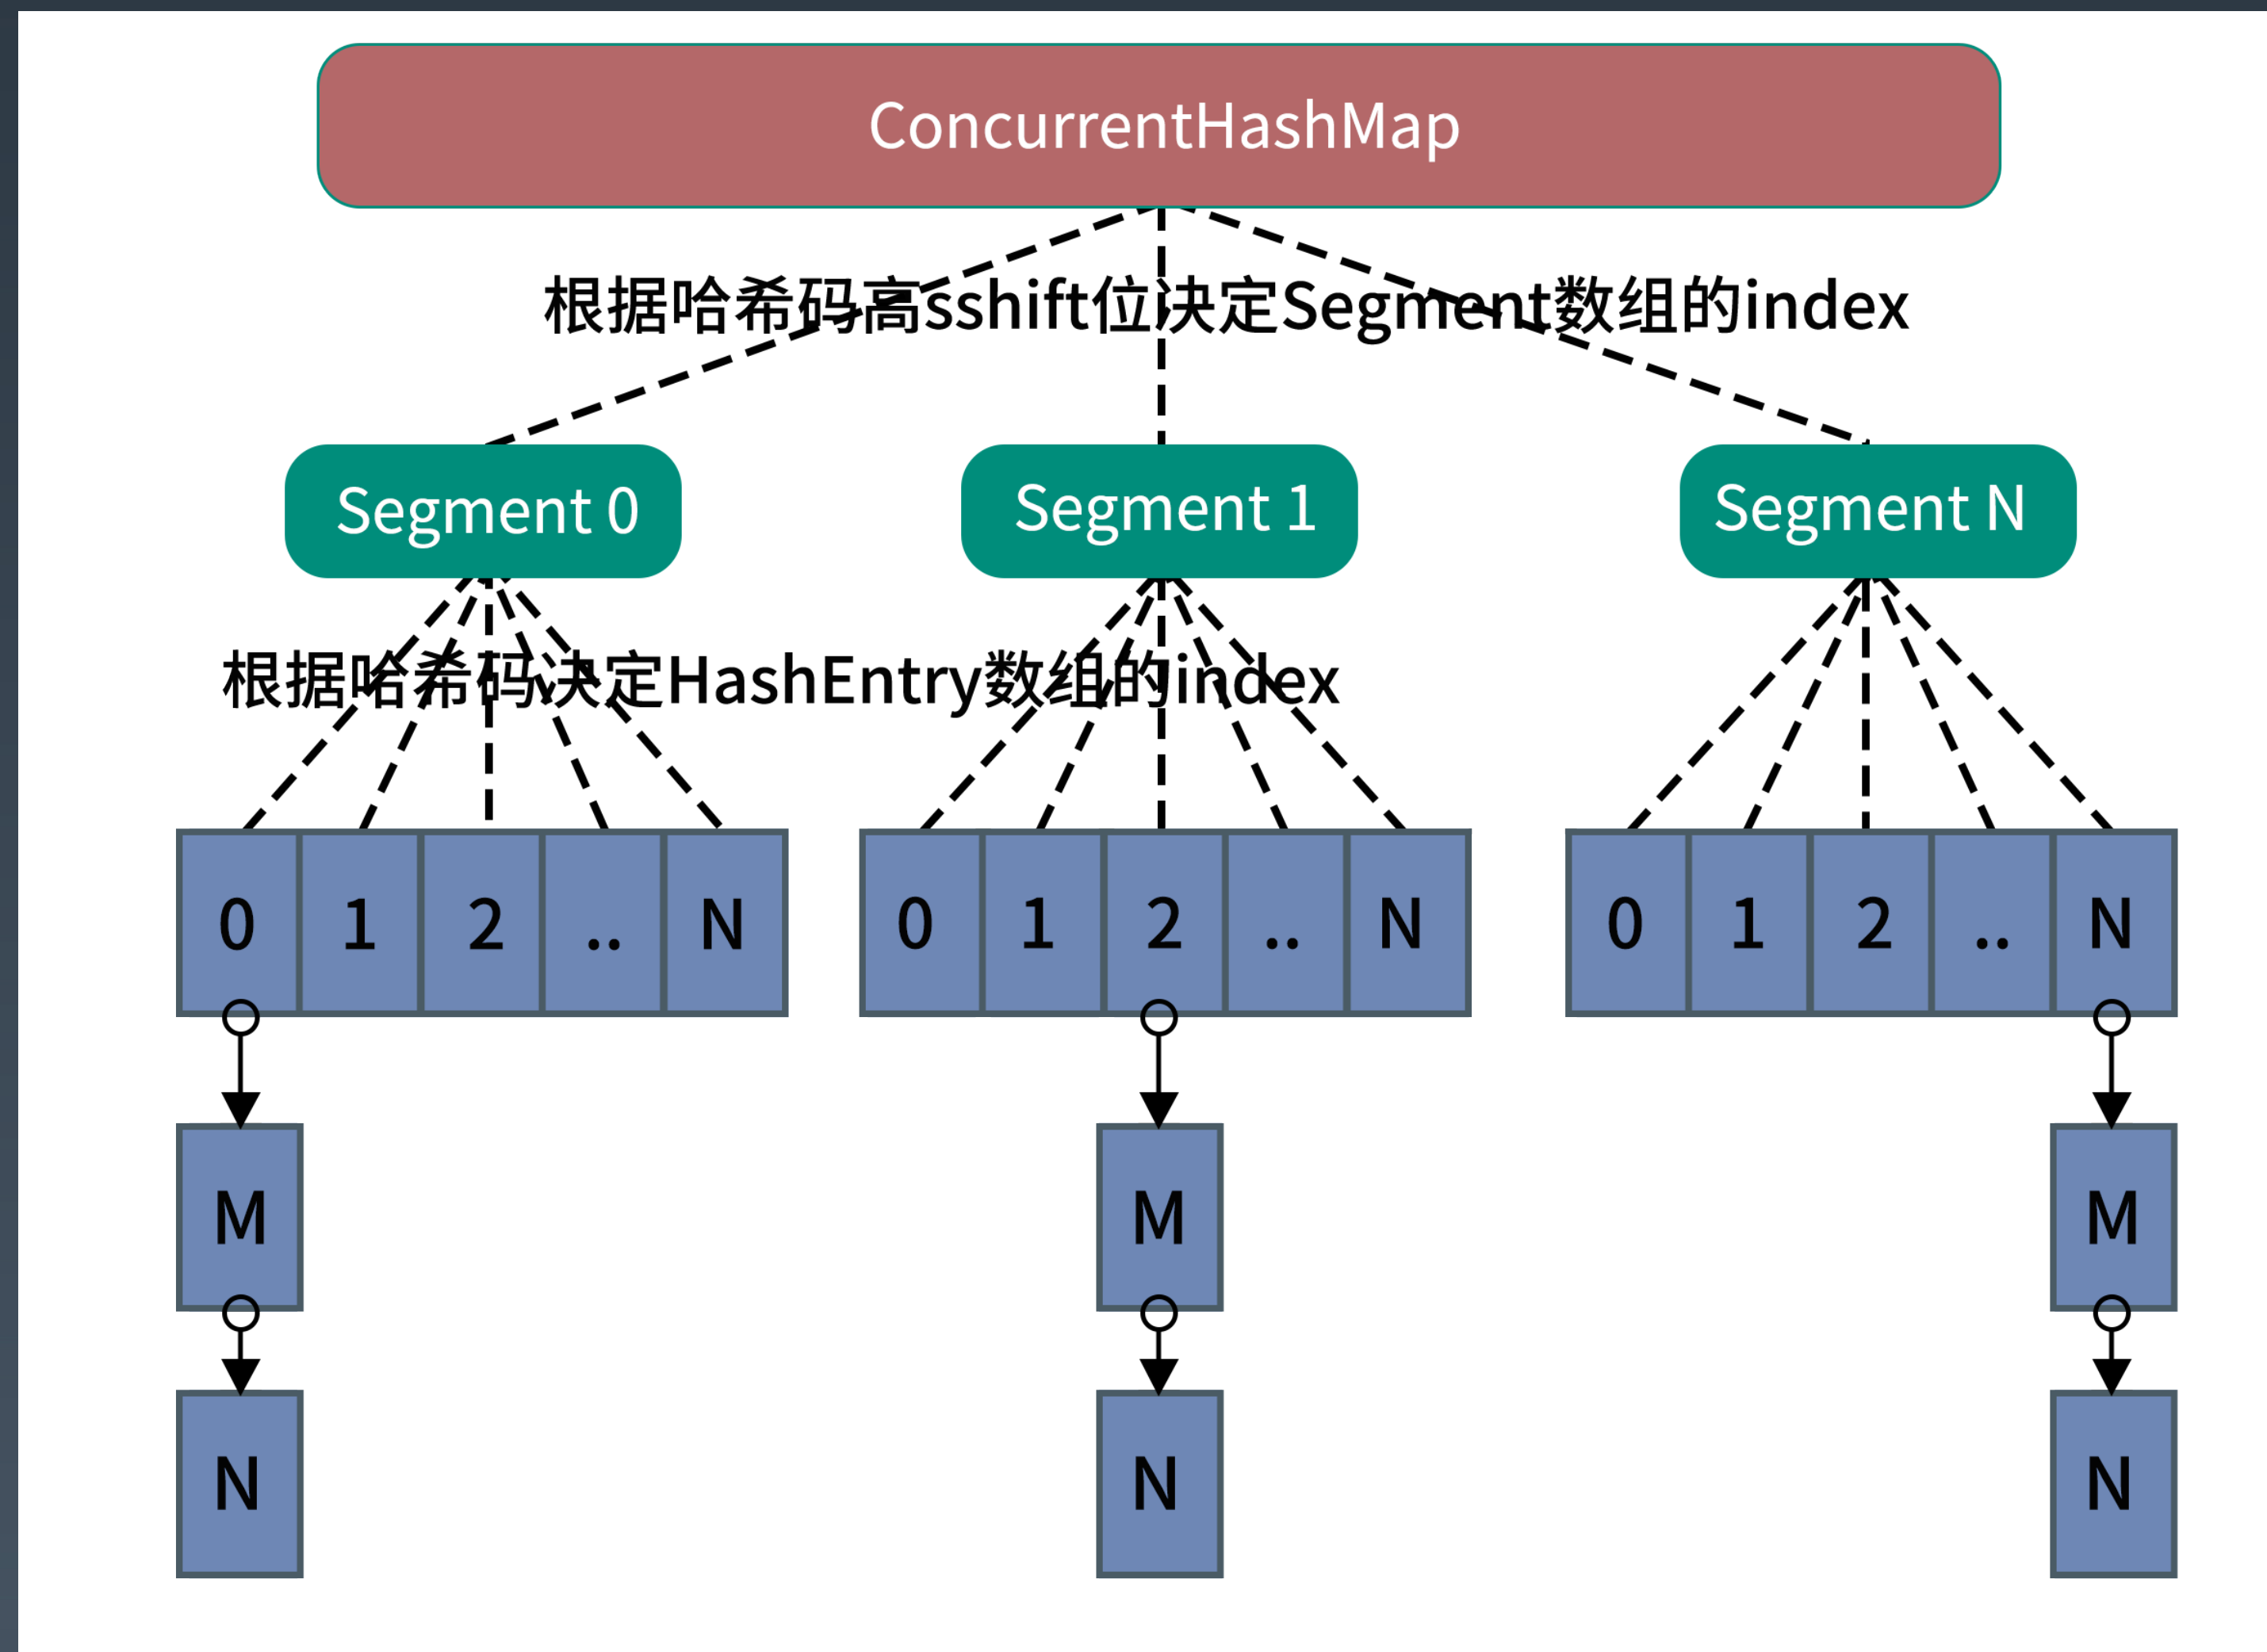 ConcurrentHashMap
根据哈希码高sshift位决定Segment数组的index
Segment 0
Segment 1
Segment N
根据哈希码决定HashEntry数组的index
0 1 2 .. N
0 1 2 .. N
0 1 2 .. N
M
M
M
N
N
N